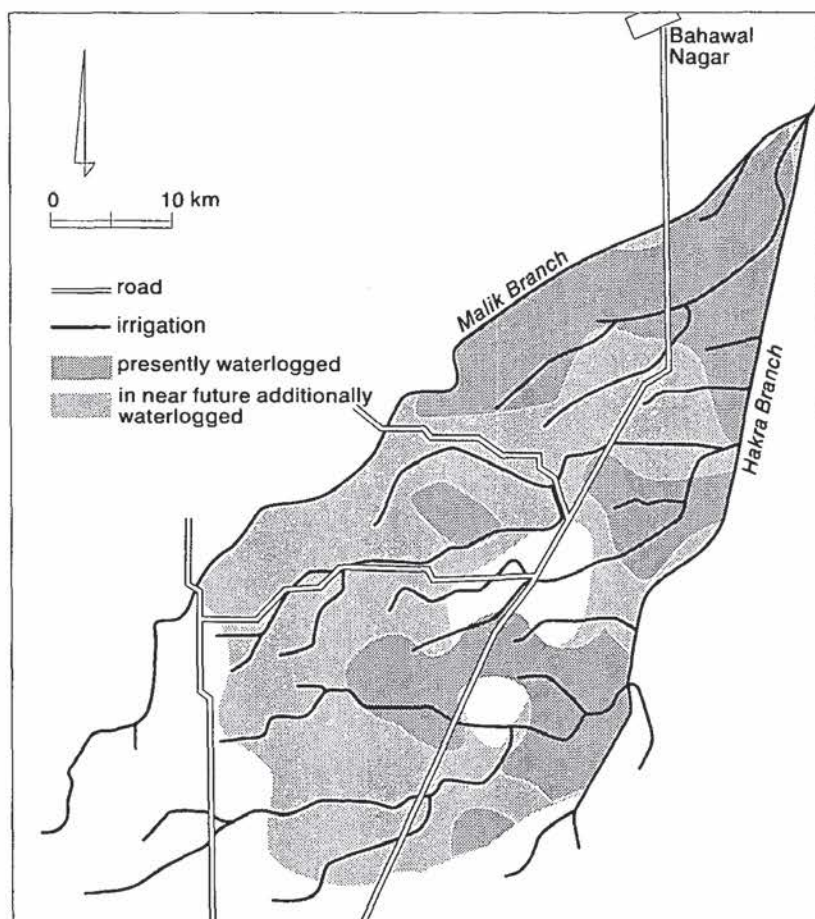 Bahawal
Nagar
0 10 km
road
irrigation
presently waterlogged
in near future additionally
waterlogged
Malik Branch
Hakra Branch